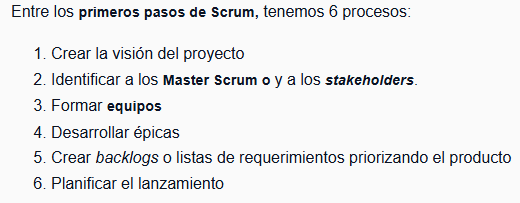 Entre los primeros pasos de Scrum, tenemos 6 procesos:
1. Crear la visión del proyecto
2. Identificar a los Master Scrum o y a los stakeholders.
3. Formar equipos
4. Desarrollar épicas
5. Crear backlogs o listas de requerimientos priorizando el producto
6. Planificar el lanzamiento